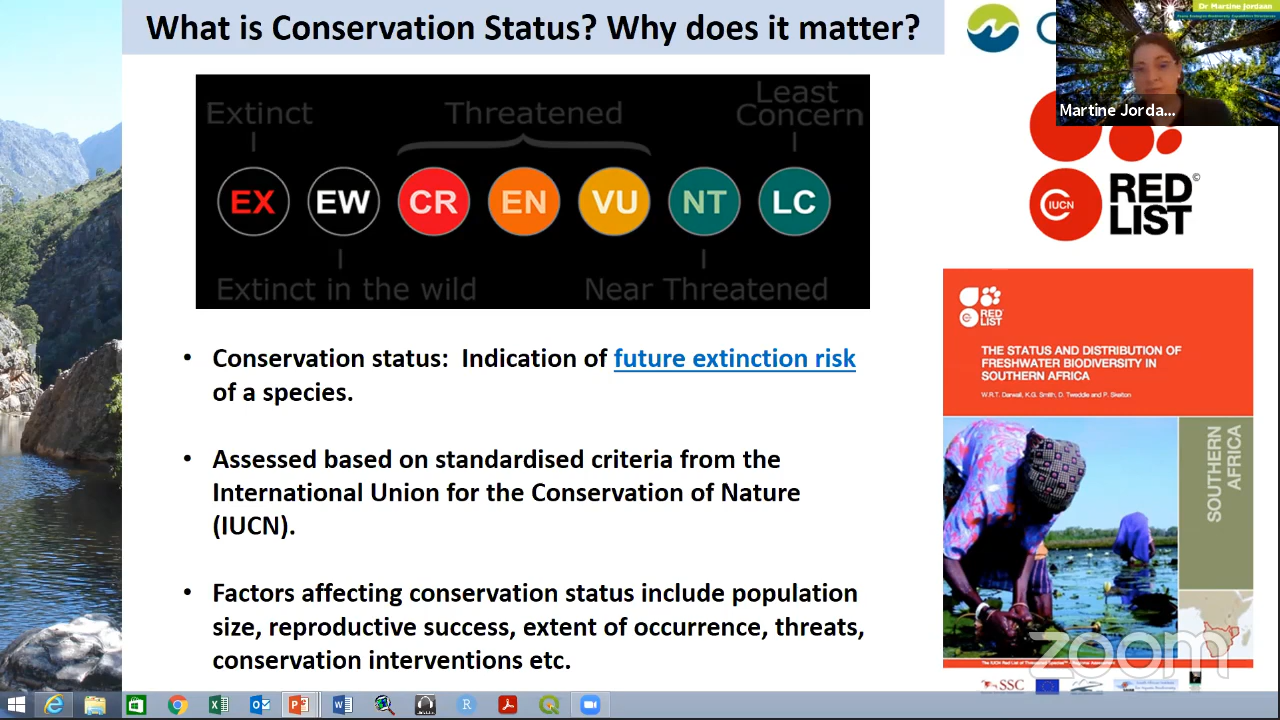 What is Conservation Status? Why does it matter?
Dr Martine Jordaan
Martine Jorda...
Extinct
Threatened
Least
Concern
EX
EW
CR
EN
VU
NT
LC
Extinct in the wild
Near Threatened
IUCN
RED
LIST
©
• Conservation status: Indication of future extinction risk
of a species.
• Assessed based on standardised criteria from the
International Union for the Conservation of Nature
(IUCN).
• Factors affecting conservation status include population
size, reproductive success, extent of occurrence, threats,
conservation interventions etc.
RED
LIST
THE STATUS AND DISTRIBUTION OF
FRESHWATER BIODIVERSITY IN
SOUTHERN AFRICA
W.R.T. Darwall, K.G. Smith, D. Tweddle and P. Skelton
SOUTHERN
AFRICA
zoom
SSC